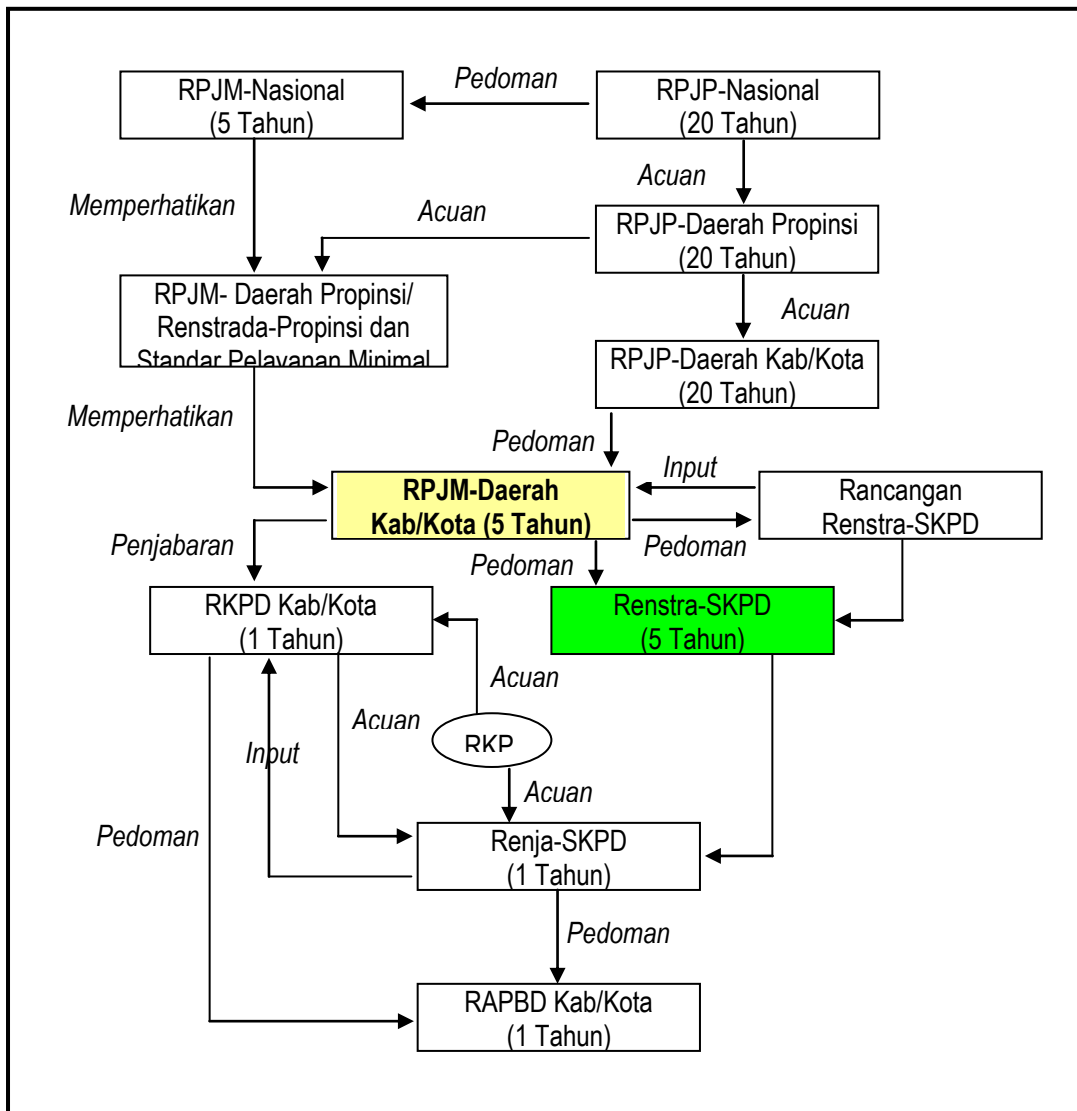 Pedoman
RPJM-Nasional
(5 Tahun)
RPJP-Nasional
(20 Tahun)
Acuan
Memperhatikan
Acuan
RPJP-Daerah Propinsi
(20 Tahun)
RPJM- Daerah Propinsi/
Renstrada-Propinsi dan
Standar Pelayanan Minimal
Acuan
RPJP-Daerah Kab/Kota
(20 Tahun)
Memperhatikan
Pedoman
Input
RPJM-Daerah
Kab/Kota (5 Tahun)
Rancangan
Renstra-SKPD
Penjabaran
Pedoman
Pedoman
RKPD Kab/Kota
(1 Tahun)
Renstra-SKPD
(5 Tahun)
Acuan
Acuan
RKP
Input
Acuan
Pedoman
Renja-SKPD
(1 Tahun)
Pedoman
RAPBD Kab/Kota
(1 Tahun)